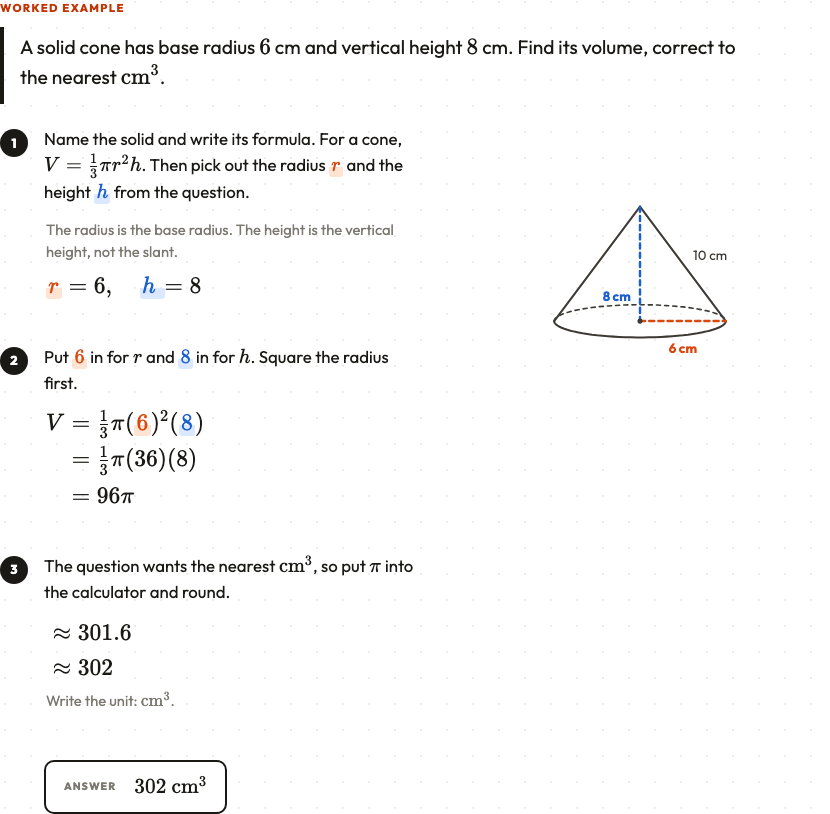 WORKED EXAMPLE
A solid cone has base radius 6 cm and vertical height 8 cm. Find its volume, correct to
the nearest cm³.
1
Name the solid and write its formula. For a cone,
V = ⅓πr²h. Then pick out the radius r and the
height h from the question.
The radius is the base radius. The height is the vertical
height, not the slant.
r = 6, h = 8
10 cm
8 cm
6 cm
2
Put 6 in for r and 8 in for h. Square the radius
first.
V = ⅓π(6)²(8)
= ⅓π(36)(8)
= 96π
3
The question wants the nearest cm³, so put π into
the calculator and round.
≈ 301.6
≈ 302
Write the unit: cm³.
ANSWER 302 cm³